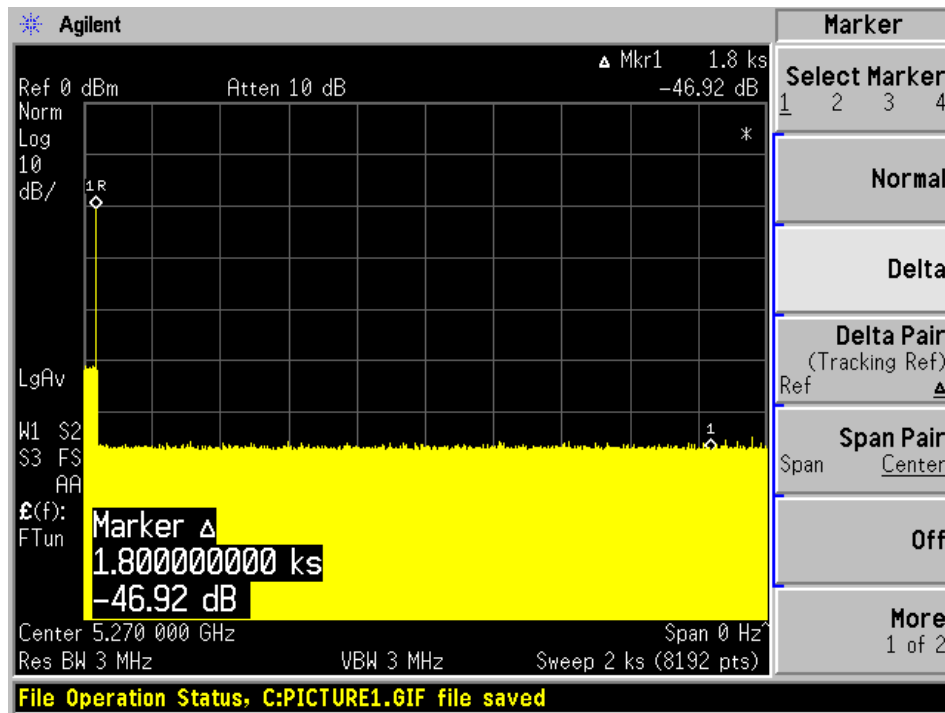 Agilent
Marker
Δ Mkr1 1.8 ks
Ref 0 dBm Atten 10 dB −46.92 dB
Norm
Log
10
dB/
1R
*
LgAv
1
W1 S2
S3 FS
AA
£(f):
FTun
Marker Δ
1.800000000 ks
−46.92 dB
Center 5.270 000 GHz Span 0 Hz^
Res BW 3 MHz VBW 3 MHz Sweep 2 ks (8192 pts)
File Operation Status, C:PICTURE1.GIF file saved
Select Marker
1 2 3 4
Normal
Delta
Delta Pair
(Tracking Ref)
Ref Δ
Span Pair
Span Center
Off
More
1 of 2